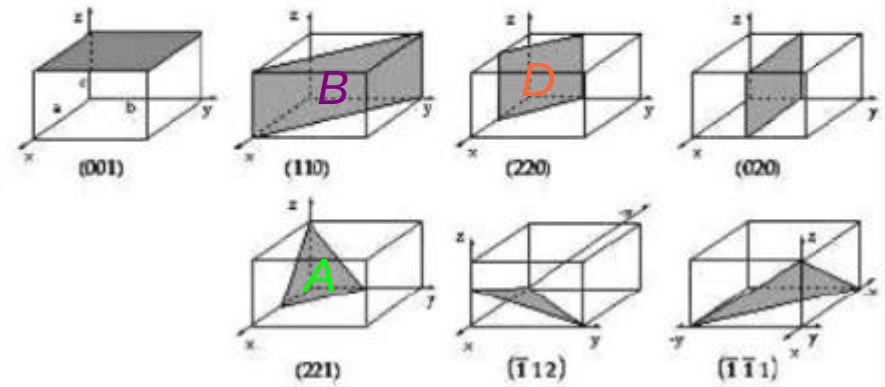 z z z z
c
a b B D
y y y y
x x x x
(001) (110) (220) (020)
z z z
A
y y -y y
x x x
(221) (1̅12) (1̅1̅1)